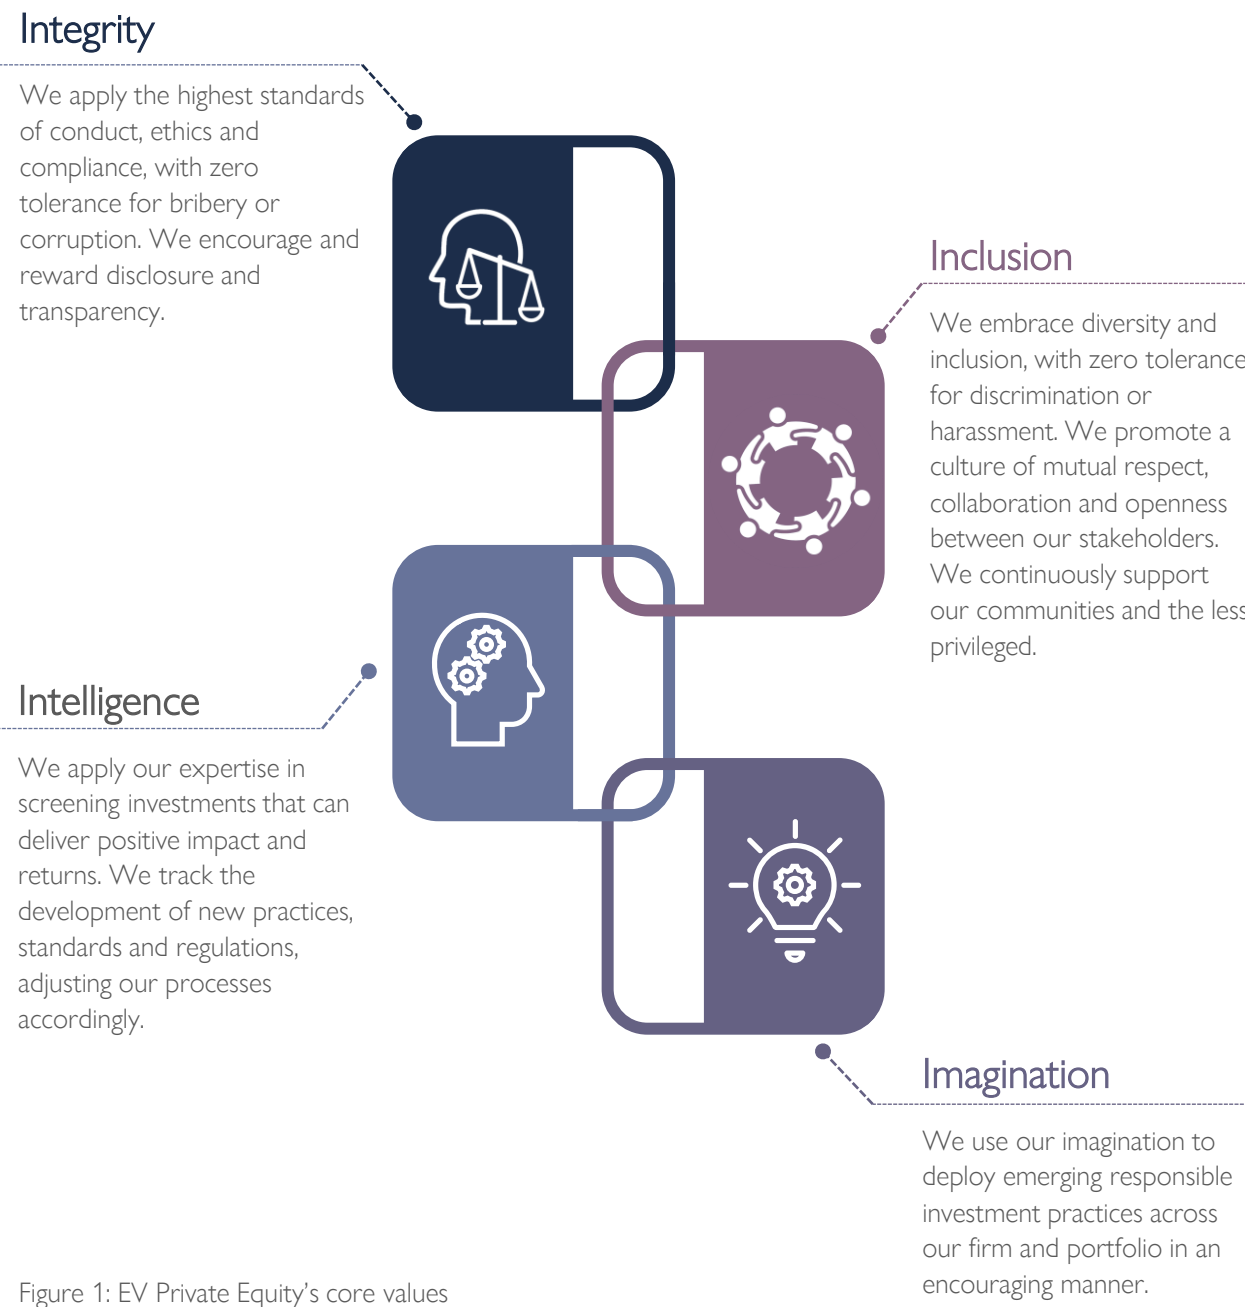 Integrity
We apply the highest standards
of conduct, ethics and
compliance, with zero
tolerance for bribery or
corruption. We encourage and
reward disclosure and
transparency.
Inclusion
We embrace diversity and
inclusion, with zero tolerance
for discrimination or
harassment. We promote a
culture of mutual respect,
collaboration and openness
between our stakeholders.
We continuously support
our communities and the less
privileged.
Intelligence
We apply our expertise in
screening investments that can
deliver positive impact and
returns. We track the
development of new practices,
standards and regulations,
adjusting our processes
accordingly.
Imagination
We use our imagination to
deploy emerging responsible
investment practices across
our firm and portfolio in an
encouraging manner.
Figure 1: EV Private Equity's core values